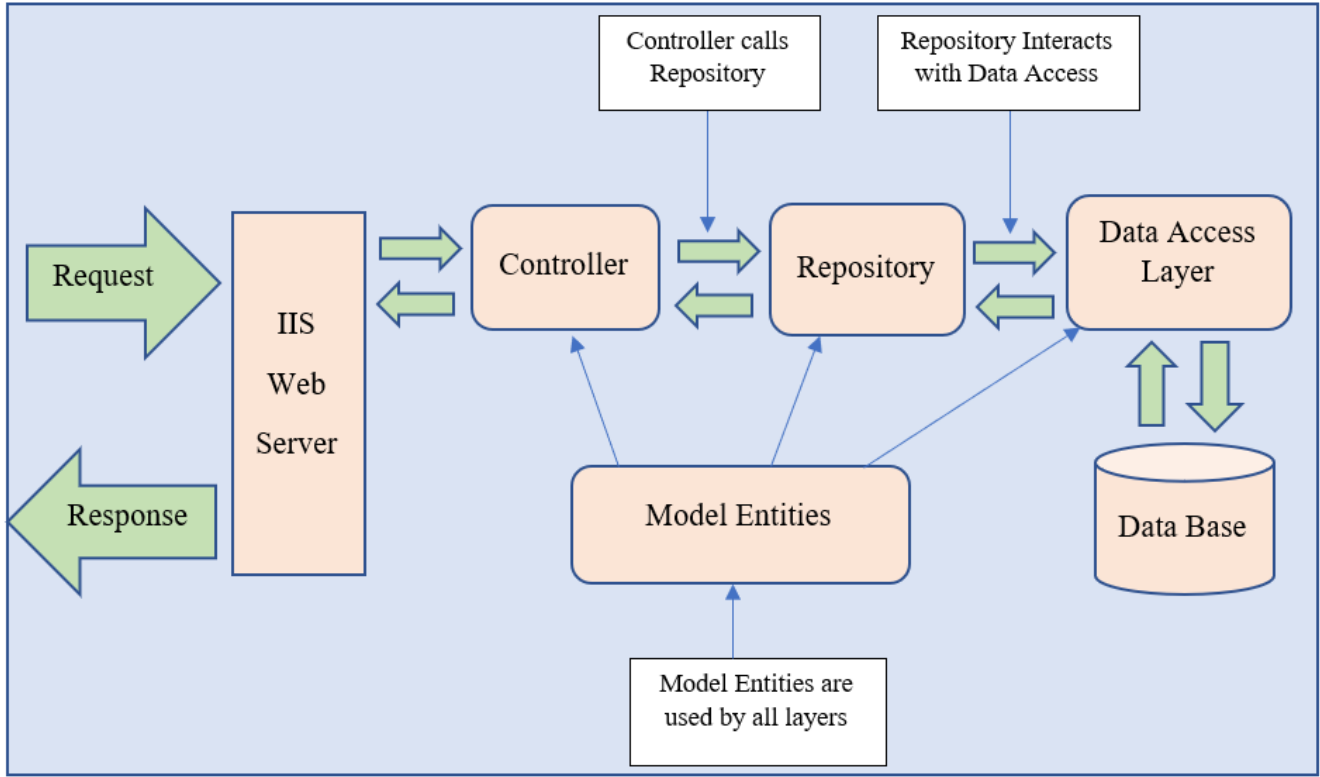 Controller calls
Repository
Repository Interacts
with Data Access
Request
IIS
Web
Server
Response
Controller
Repository
Data Access
Layer
Model Entities
Data Base
Model Entities are
used by all layers